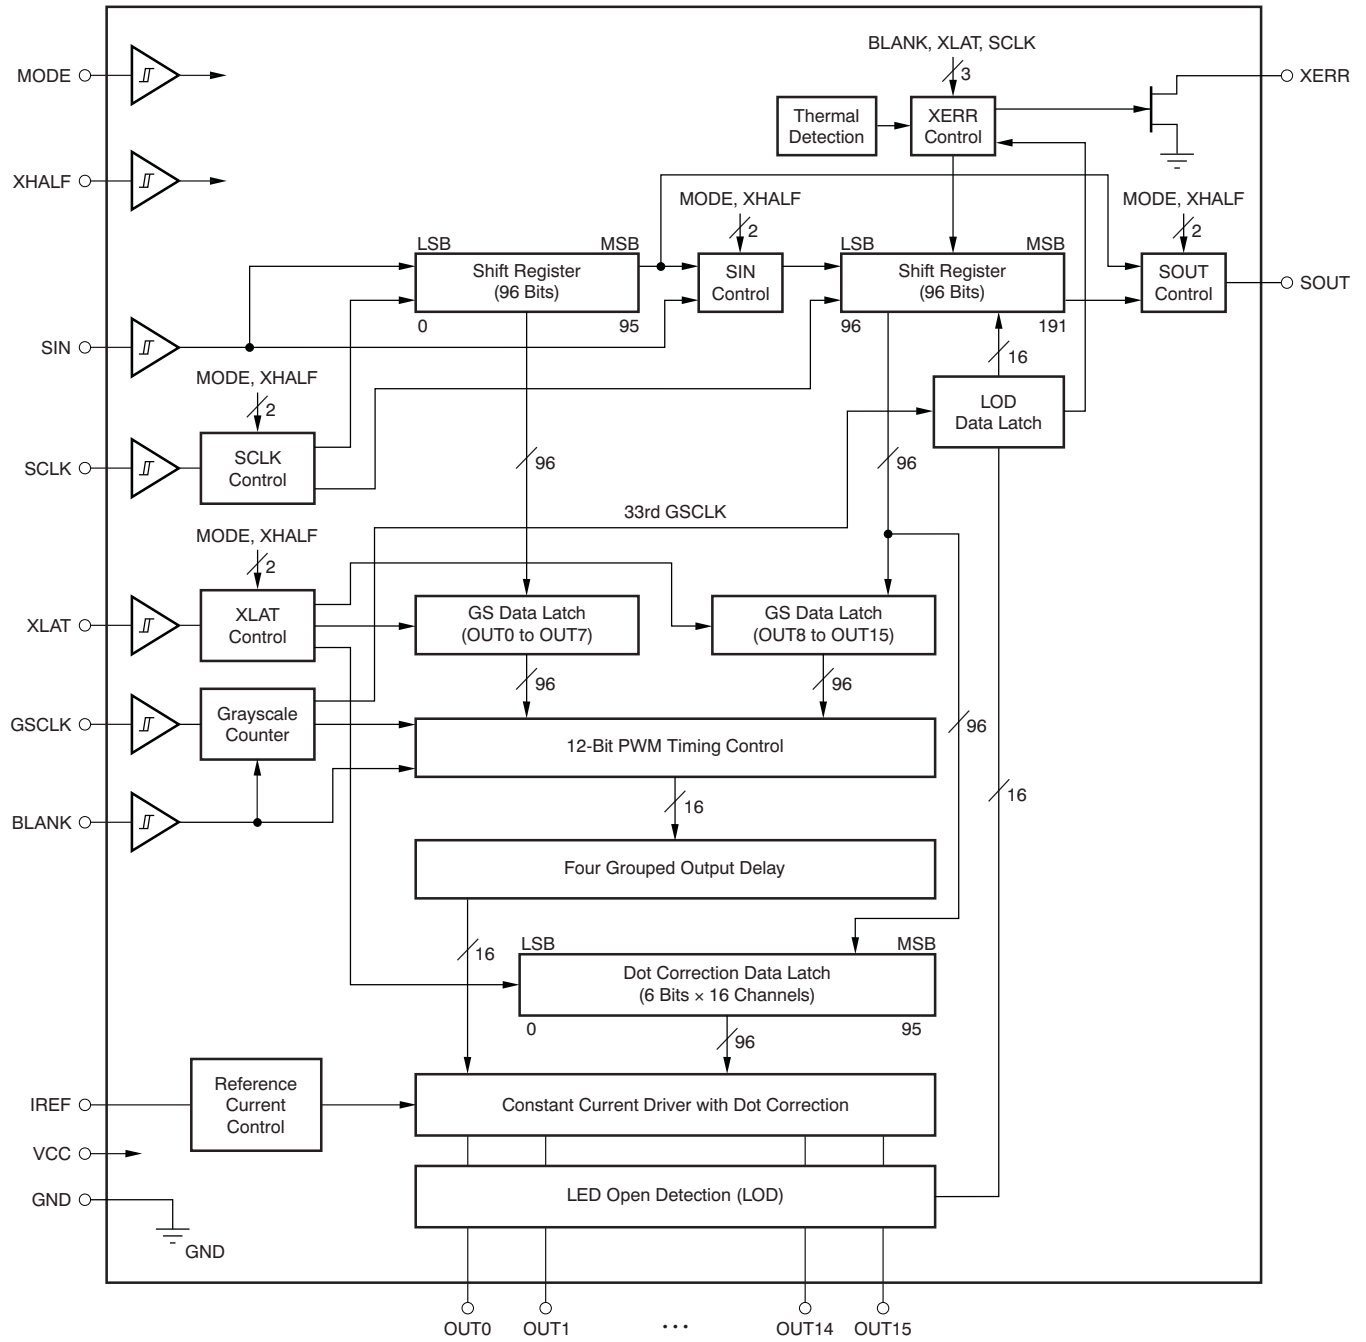 BLANK, XLAT, SCLK
3
MODE
XERR
Thermal
Detection
XERR
Control
XHALF
MODE, XHALF
2
MODE, XHALF
2
LSB
MSB
Shift Register
(96 Bits)
0
95
SIN
Control
LSB
MSB
Shift Register
(96 Bits)
96
191
SOUT
Control
SOUT
SIN
16
MODE, XHALF
2
LOD
Data Latch
SCLK
SCLK
Control
96
96
33rd GSCLK
MODE, XHALF
2
XLAT
XLAT
Control
GS Data Latch
(OUT0 to OUT7)
GS Data Latch
(OUT8 to OUT15)
96
96
GSCLK
Grayscale
Counter
12-Bit PWM Timing Control
96
16
16
BLANK
Four Grouped Output Delay
16
LSB
MSB
Dot Correction Data Latch
(6 Bits × 16 Channels)
0
95
96
IREF
Reference
Current
Control
Constant Current Driver with Dot Correction
VCC
GND
GND
LED Open Detection (LOD)
OUT0
OUT1
...
OUT14
OUT15